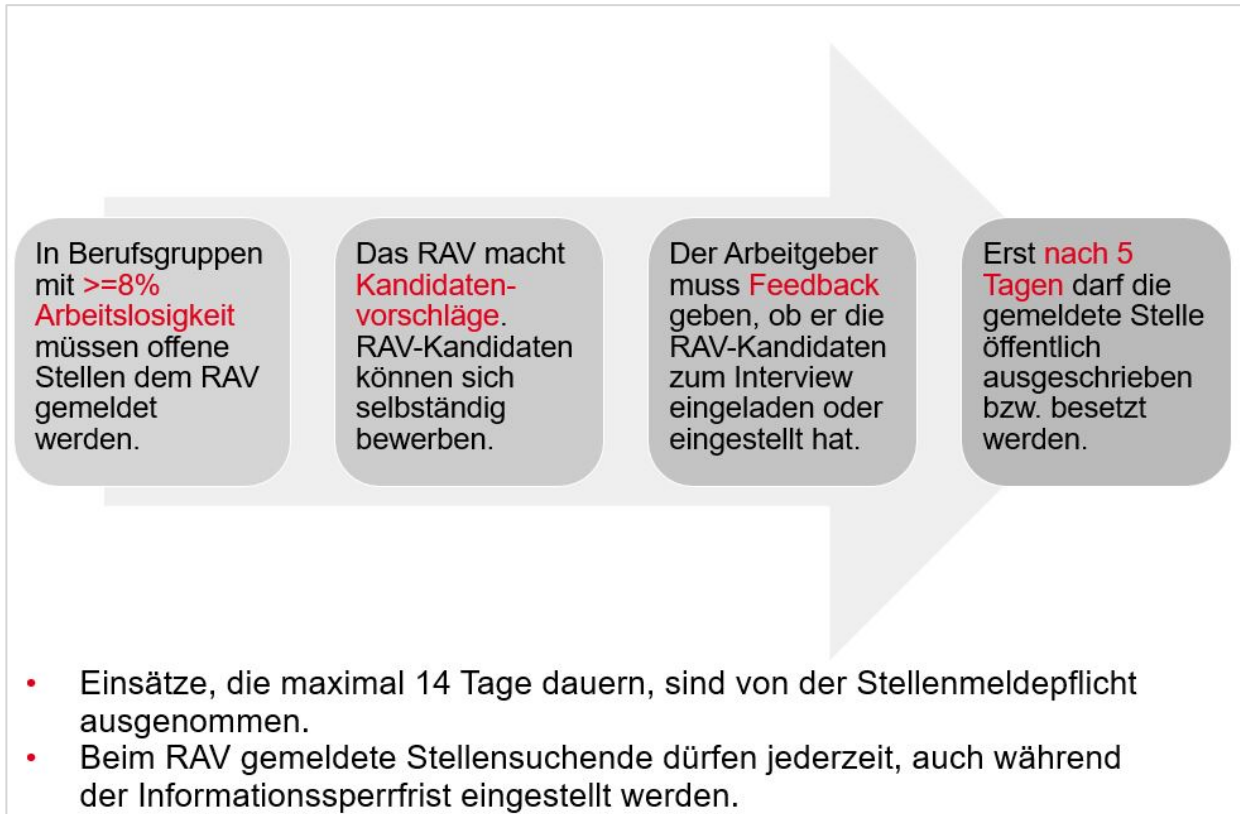 In Berufsgruppen
mit >=8%
Arbeitslosigkeit
müssen offene
Stellen dem RAV
gemeldet
werden.
Das RAV macht
Kandidaten-
vorschläge.
RAV-Kandidaten
können sich
selbständig
bewerben.
Der Arbeitgeber
muss Feedback
geben, ob er die
RAV-Kandidaten
zum Interview
eingeladen oder
eingestellt hat.
Erst nach 5
Tagen darf die
gemeldete Stelle
öffentlich
ausgeschrieben
bzw. besetzt
werden.
• Einsätze, die maximal 14 Tage dauern, sind von der Stellenmeldepflicht
ausgenommen.
• Beim RAV gemeldete Stellensuchende dürfen jederzeit, auch während
der Informationssperrfrist eingestellt werden.